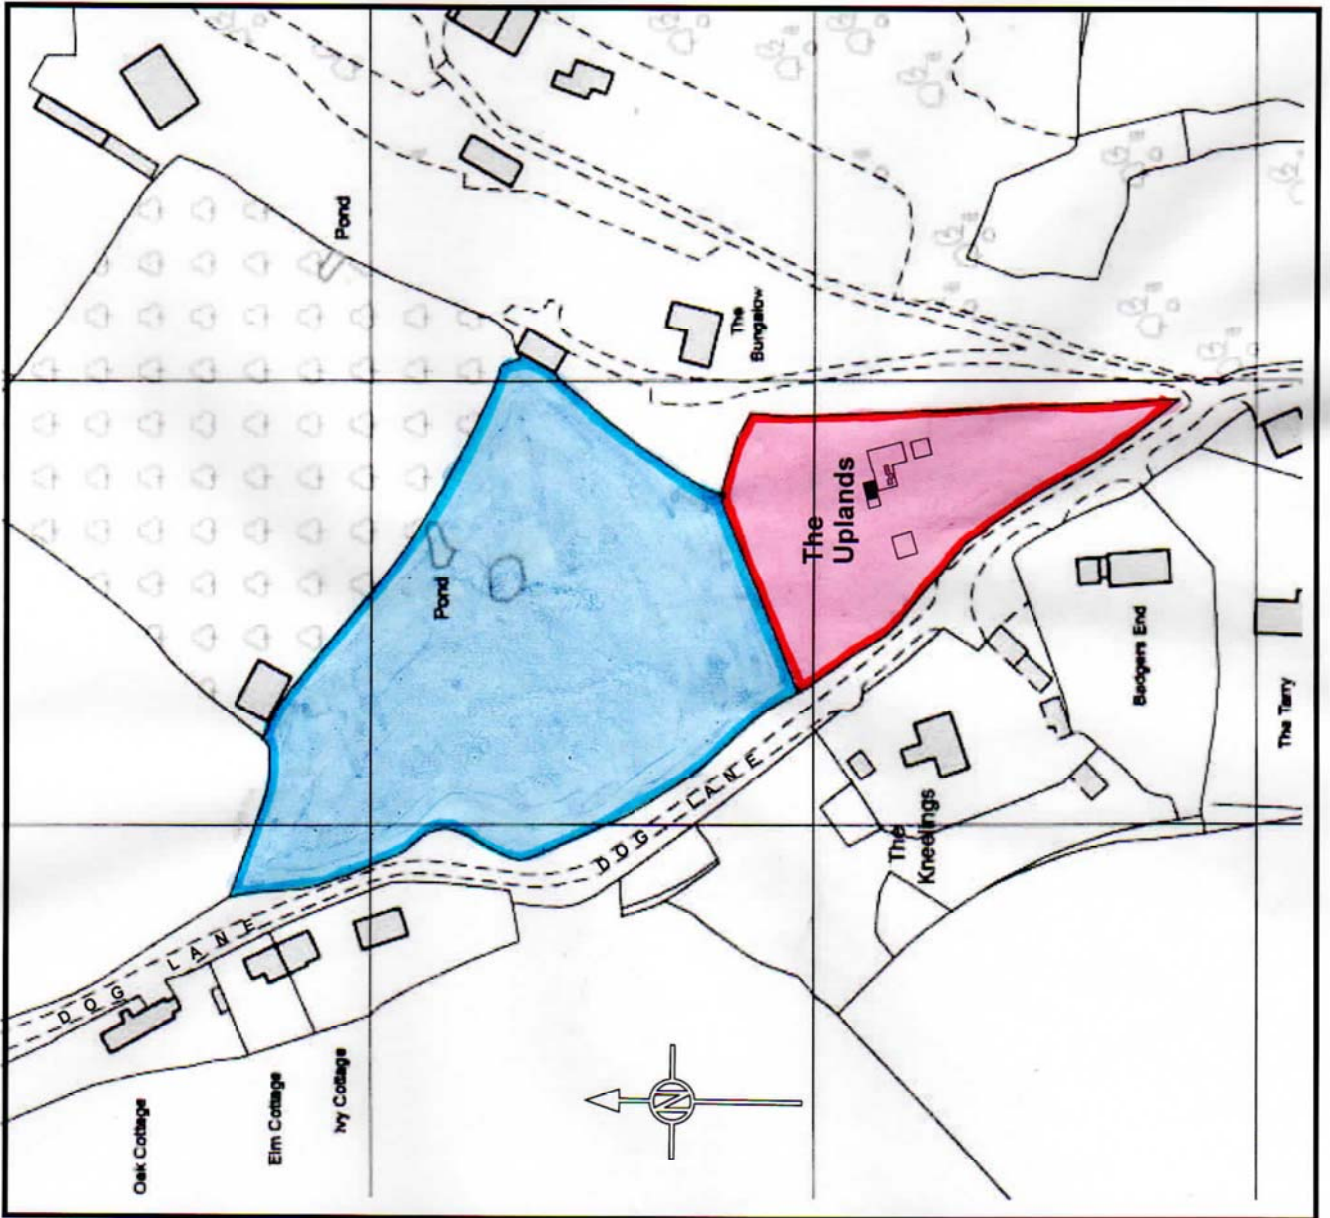 Pond
The
Bungalow
The
Uplands
Pond
Badgers End
The Tarry
The
Kneelings
DOG LANE
DOG LANE
Oak Cottage
Elm Cottage
Ivy Cottage
N